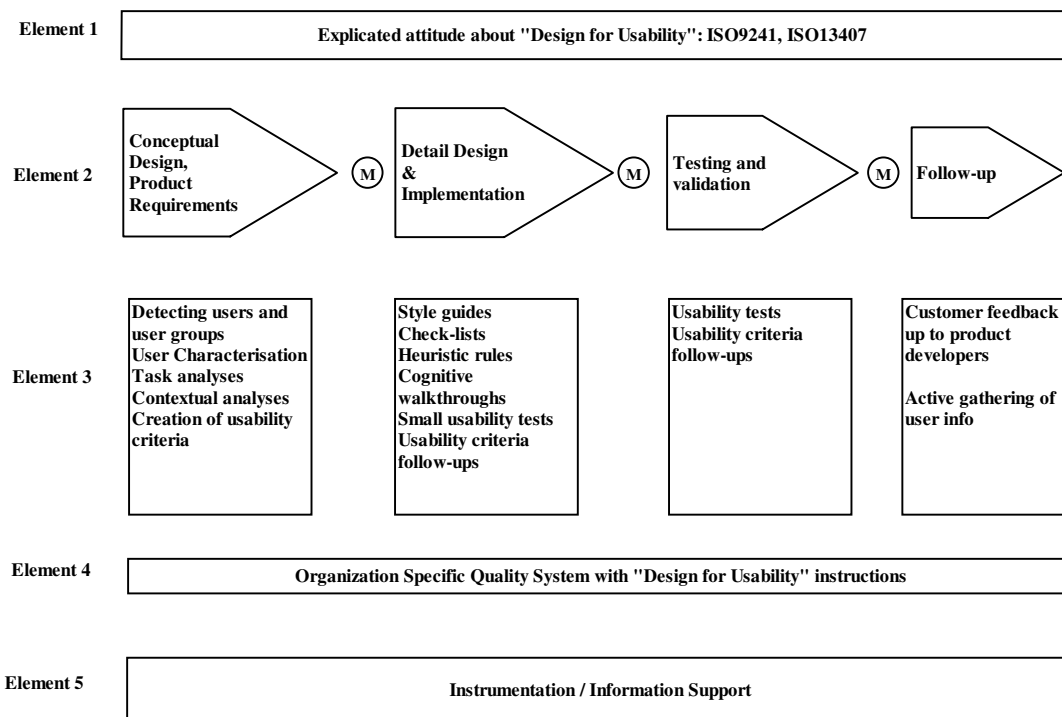 Element 1
Explicated attitude about "Design for Usability": ISO9241, ISO13407
Element 2
Conceptual
Design,
Product
Requirements
M
Detail Design
&
Implementation
M
Testing and
validation
M
Follow-up
Element 3
Detecting users and
user groups
User Characterisation
Task analyses
Contextual analyses
Creation of usability
criteria
Style guides
Check-lists
Heuristic rules
Cognitive
walkthroughs
Small usability tests
Usability criteria
follow-ups
Usability tests
Usability criteria
follow-ups
Customer feedback
up to product
developers
Active gathering of
user info
Element 4
Organization Specific Quality System with "Design for Usability" instructions
Element 5
Instrumentation / Information Support